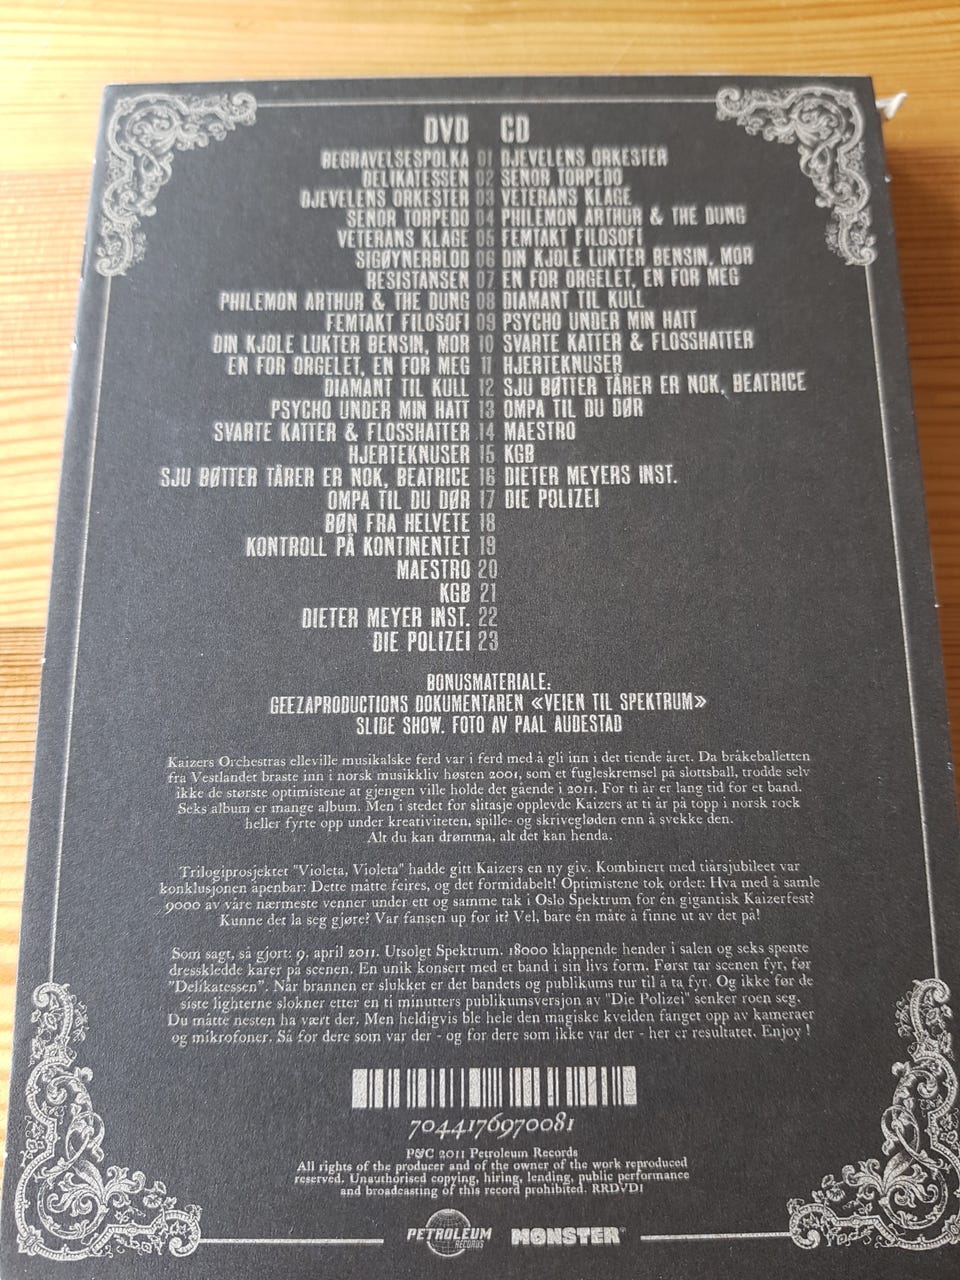 DVD CD
BEGRAVELSESPOLKA 01 DJEVELENS ORKESTER
DELIKATESSEN 02 SENOR TORPEDO
DJEVELENS ORKESTER 03 VETERANS KLAGE
SENOR TORPEDO 04 PHILEMON ARTHUR & THE DUNG
VETERANS KLAGE 05 FEMTAKT FILOSOFI
SIGØYNERBLOD 06 DIN KJOLE LUKTER BENSIN, MOR
RESISTANSEN 07 EN FOR ORGELET, EN FOR MEG
PHILEMON ARTHUR & THE DUNG 08 DIAMANT TIL KULL
FEMTAKT FILOSOFI 09 PSYCHO UNDER MIN HATT
DIN KJOLE LUKTER BENSIN, MOR 10 SVARTE KATTER & FLOSSHATTER
EN FOR ORGELET, EN FOR MEG 11 HJERTEKNUSER
DIAMANT TIL KULL 12 SJU BØTTER TÅRER ER NOK, BEATRICE
PSYCHO UNDER MIN HATT 13 OMPA TIL DU DØR
SVARTE KATTER & FLOSSHATTER 14 MAESTRO
HJERTEKNUSER 15 KGB
SJU BØTTER TÅRER ER NOK, BEATRICE 16 DIETER MEYERS INST.
OMPA TIL DU DØR 17 DIE POLIZEI
BØN FRA HELVETE 18
KONTROLL PÅ KONTINENTET 19
MAESTRO 20
KGB 21
DIETER MEYER INST. 22
DIE POLIZEI 23
BONUSMATERIALE:
GEEZAPRODUCTIONS DOKUMENTAREN «VEIEN TIL SPEKTRUM»
SLIDE SHOW. FOTO AV PAAL AUDESTAD
Kaizers Orchestras elleville musikalske ferd var i ferd med å gli inn i det tiende året. Da bråkeballetten
fra Vestlandet braste inn i norsk musikkliv høsten 2001, som et fugleskremsel på slottsball, trodde selv
ikke de største optimistene at gjengen ville holde det gående i 2011. For ti år er lang tid for et band.
Seks album er mange album. Men i stedet for slitasje opplevde Kaizers at ti år på topp i norsk rock
heller fyrte opp under kreativiteten, spille- og skrivegløden enn å svekke den.
Alt du kan drømma, alt det kan henda.
Trilogiprosjektet "Violeta, Violeta" hadde gitt Kaizers en ny giv. Kombinert med tiårsjubileet var
konklusjonen åpenbar: Dette måtte feires, og det formidabelt! Optimistene tok ordet: Hva med å samle
9000 av våre nærmeste venner under ett og samme tak i Oslo Spektrum for en gigantisk Kaizerfest?
Kunne det la seg gjøre? Var fansen up for it? Vel, bare én måte å finne ut av det på!
Som sagt, så gjort: 9. april 2011. Utsolgt Spektrum. 18000 klappende hender i salen og seks spente
dresskledde karer på scenen. En unik konsert med et band i sin livs form. Først tar scenen fyr, før
"Delikatessen". Når brannen er slukket er det bandets og publikums tur til å ta fyr. Og ikke før de
siste lighterne slokner etter en ti minutters publikumsversjon av "Die Polizei" senker roen seg.
Du måtte nesten ha vært der. Men heldigvis ble hele den magiske kvelden fanget opp av kameraer
og mikrofoner. Så for dere som var der - og for dere som ikke var der - her er resultatet. Enjoy !
7044176970081
P&C 2011 Petroleum Records
All rights of the producer and of the owner of the work reproduced
reserved. Unauthorised copying, hiring, lending, public performance
and broadcasting of this record prohibited. RRDVD1
PETROLEUM RECORDS MØNSTER